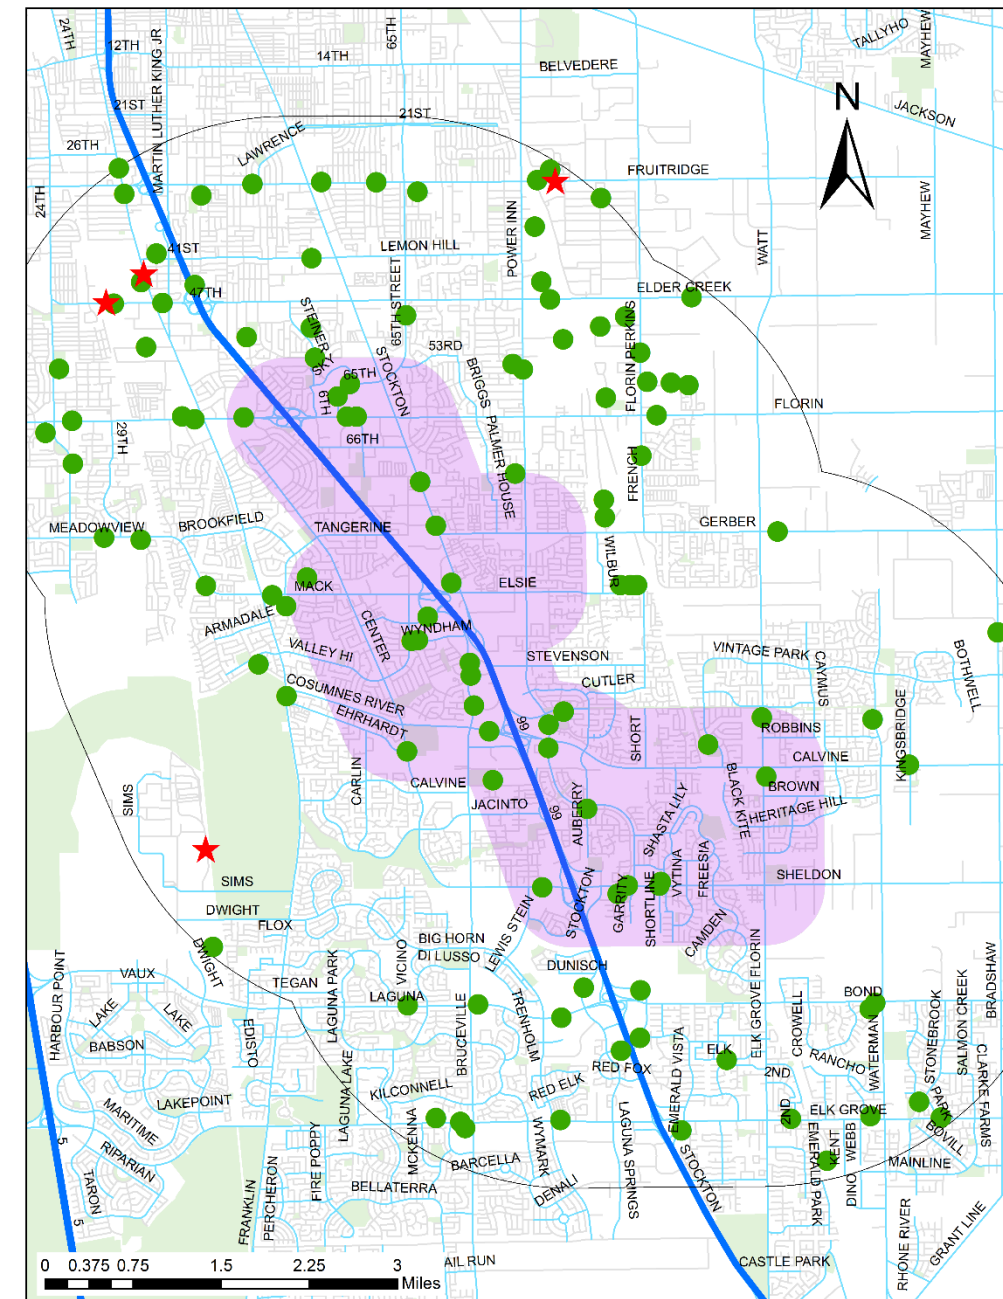 24TH
12TH
MARTIN LUTHER KING JR
65TH
14TH
BELVEDERE
TALLYHO
MAYHEW
21ST
21ST
JACKSON
N
26TH
LAWRENCE
FRUITRIDGE
24TH
MAYHEW
41ST
LEMON HILL
POWER INN
WATT
47TH
65TH STREET
ELDER CREEK
STEINER
53RD
STOCKTON
FLORIN PERKINS
65TH
6TH
BRIGGS
PALMER HOUSE
FLORIN
29TH
66TH
FRENCH
MEADOWVIEW
BROOKFIELD
TANGERINE
GERBER
MACK
ELSIE
WILBUR
ARMADALE
WYNDHAM
CENTER
VALLEY HI
STEVENSON
VINTAGE PARK
BOTHWELL
COSUMNES RIVER
CUTLER
CAYMUS
EHRHARDT
99
SHORT
ROBBINS
KINGSBRIDGE
CARLIN
CALVINE
CALVINE
BLACK KITE
BROWN
SIMS
JACINTO
99
AUBERRY
SHASTA LILY
HERITAGE HILL
SIMS
STOCKTON
GARRITY
SHORTLINE
VYTINA
FREESIA
SHELDON
DWIGHT
LEWIS STEIN
FLOX
BIG HORN
CAMDEN
DWIGHT
DI LUSSO
DUNISCH
HARBOUR POINT
VAUX
TEGAN
LAGUNA PARK
VICINO
LAGUNA
BRUCEVILLE
TRENHOLM
ELK GROVE FLORIN
CROWELL
BOND
STONEBROOK
SALMON CREEK
BRADSHAW
LAKE
LAKE
EDISTO
BABSON
RED FOX
EMERALD VISTA
ELK
2ND
RANCHO
WATERMAN
CLARKE FARMS
LAGUNA LAKE
KILCONNELL
RED ELK
MARITIME
LAKEPOINT
MCKENNA
WYMARK
LAGUNA SPRINGS
2ND
ELK GROVE
PARK
BOVILL
5
RIPARIAN
FIRE POPPY
BARCELLA
STOCKTON
EMERALD PARK
KENT
WEBB
MAINLINE
TARON
FRANKLIN
PERCHERON
BELLATERRA
DENALI
DINO
RHONE RIVER
GRANT LINE
5
AIL RUN
CASTLE PARK
0 0.375 0.75 1.5 2.25 3
Miles